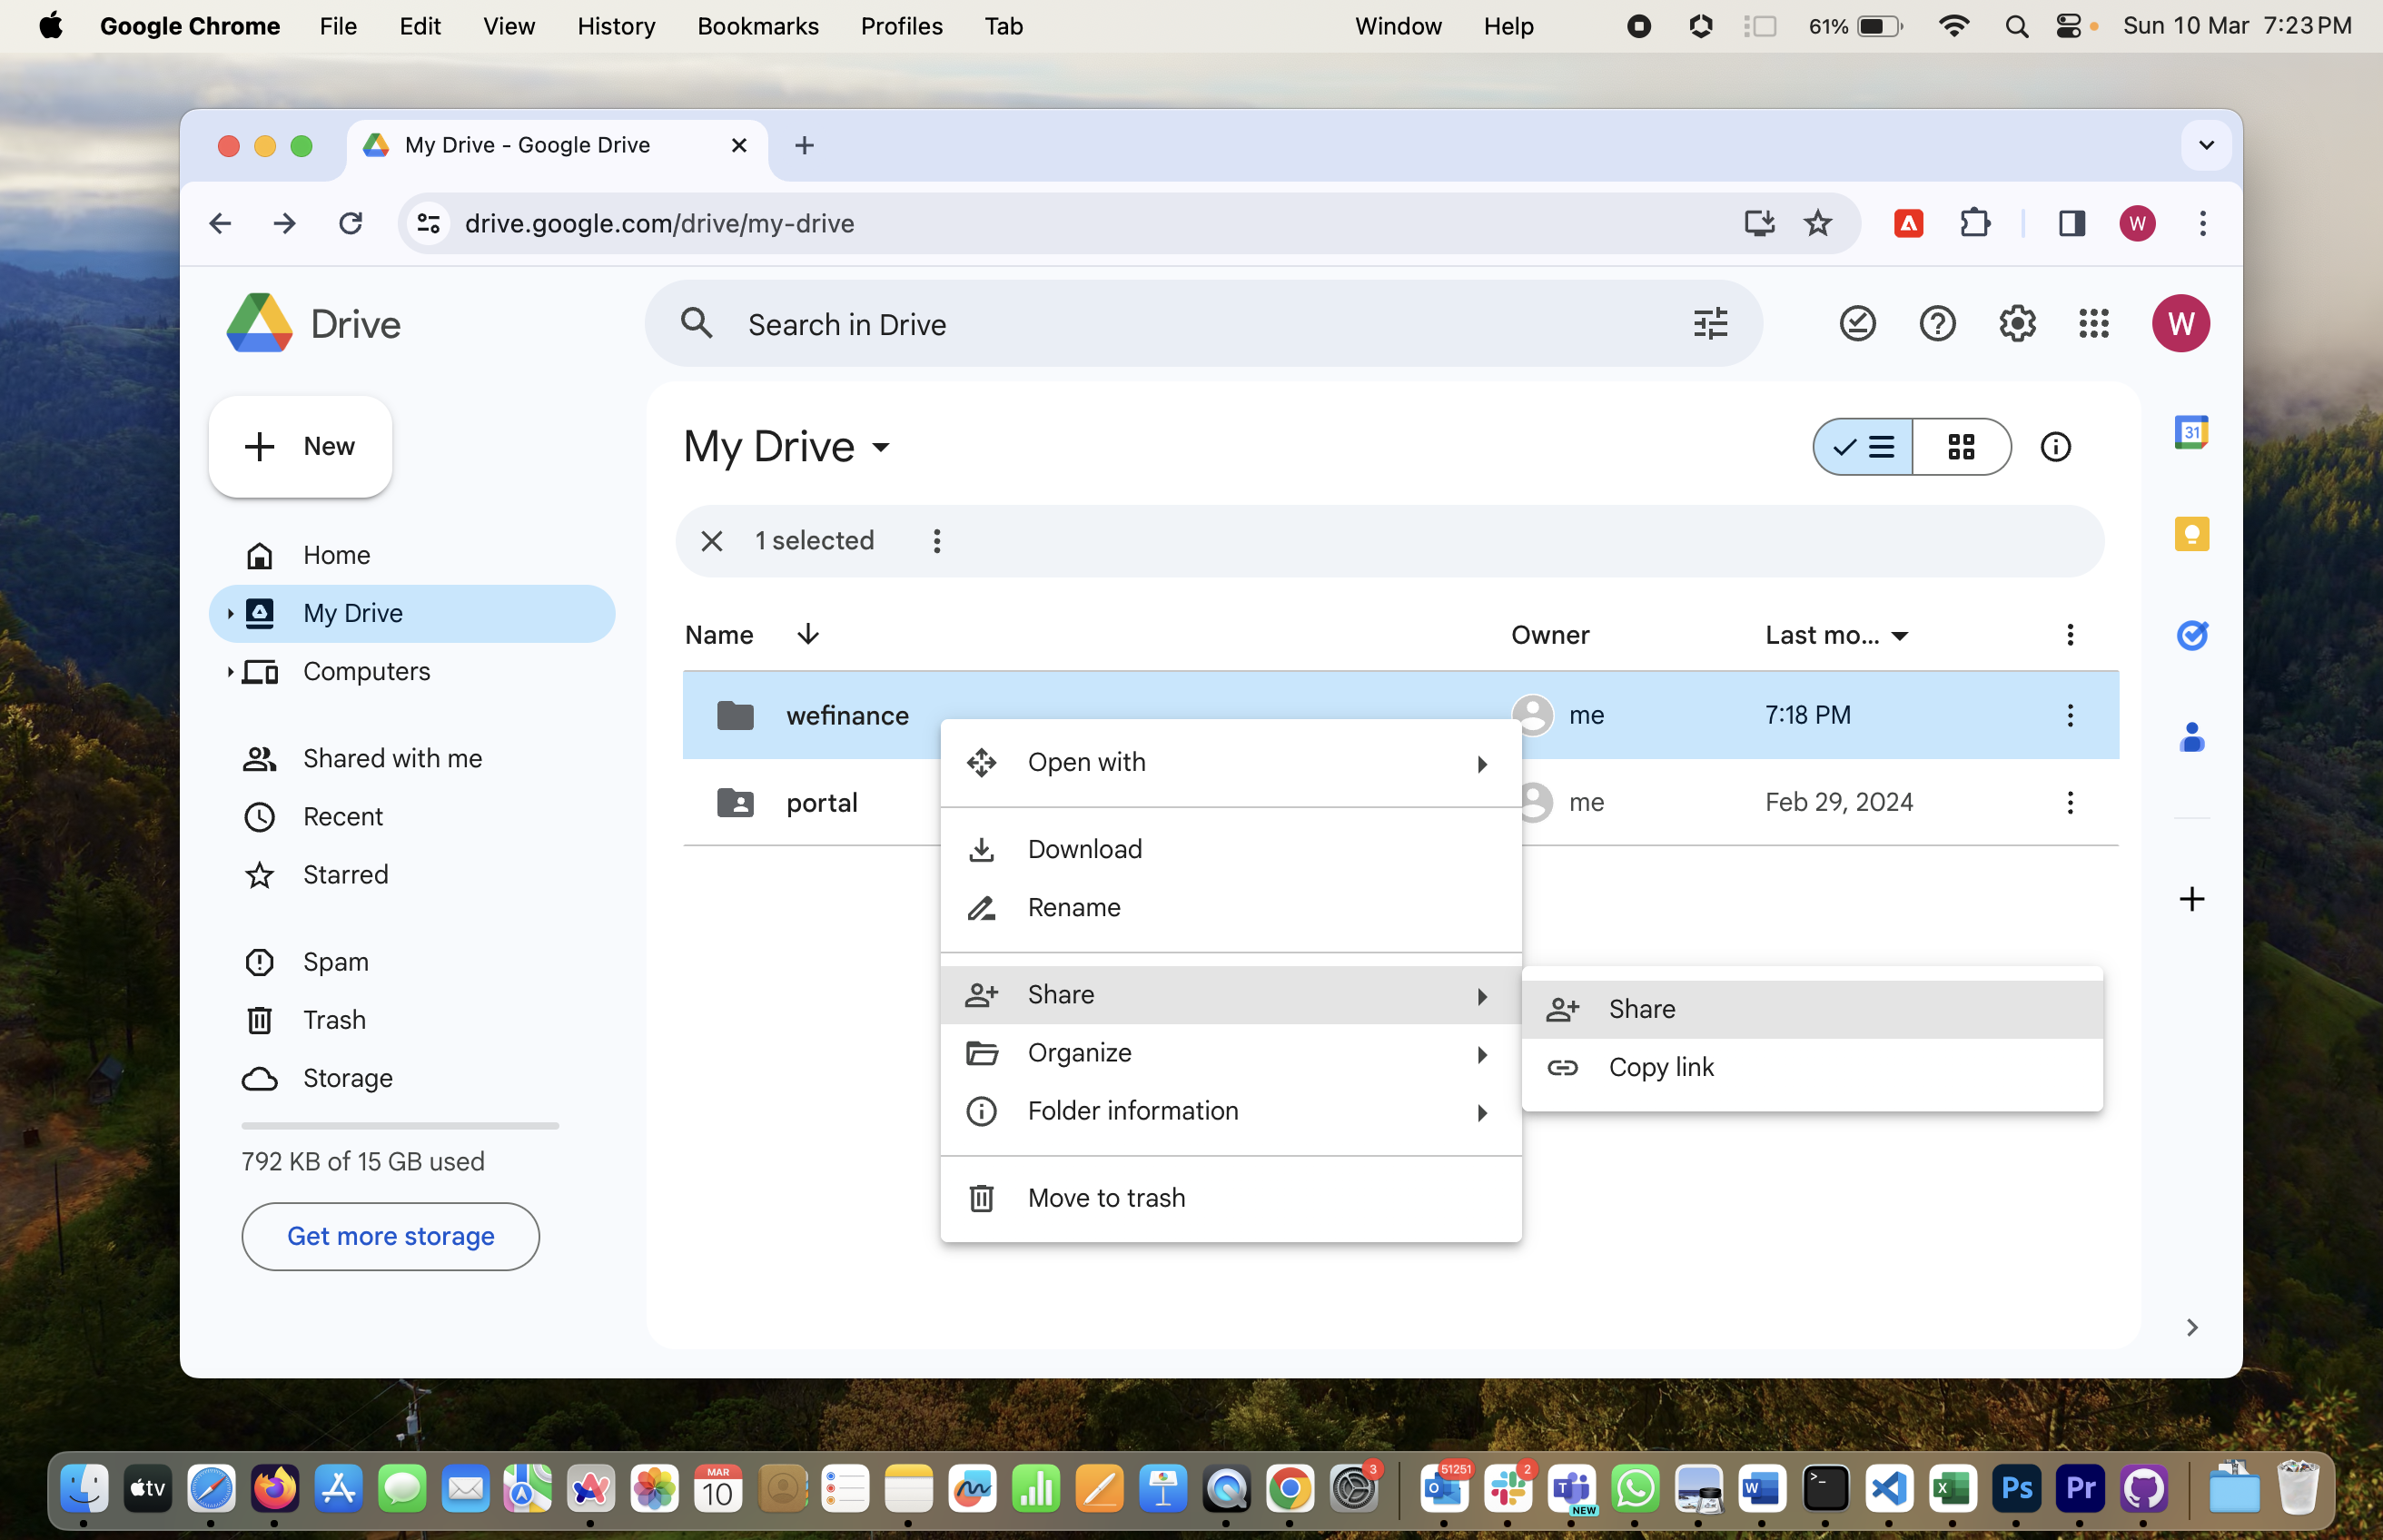 Google Chrome File Edit View History Bookmarks Profiles Tab Window Help 61% Sun 10 Mar 7:23 PM
My Drive - Google Drive
drive.google.com/drive/my-drive
W
Drive
Search in Drive
W
New
My Drive
31
1 selected
Home
My Drive
Computers
Name Owner Last mo...
wefinance me 7:18 PM
portal me Feb 29, 2024
Shared with me
Recent
Starred
Spam
Trash
Storage
792 KB of 15 GB used
Get more storage
Open with
Download
Rename
Share
Organize
Folder information
Move to trash
Share
Copy link
tv
MAR
10
3
51251
O
2
T
NEW
W
>_
X
Ps
Pr